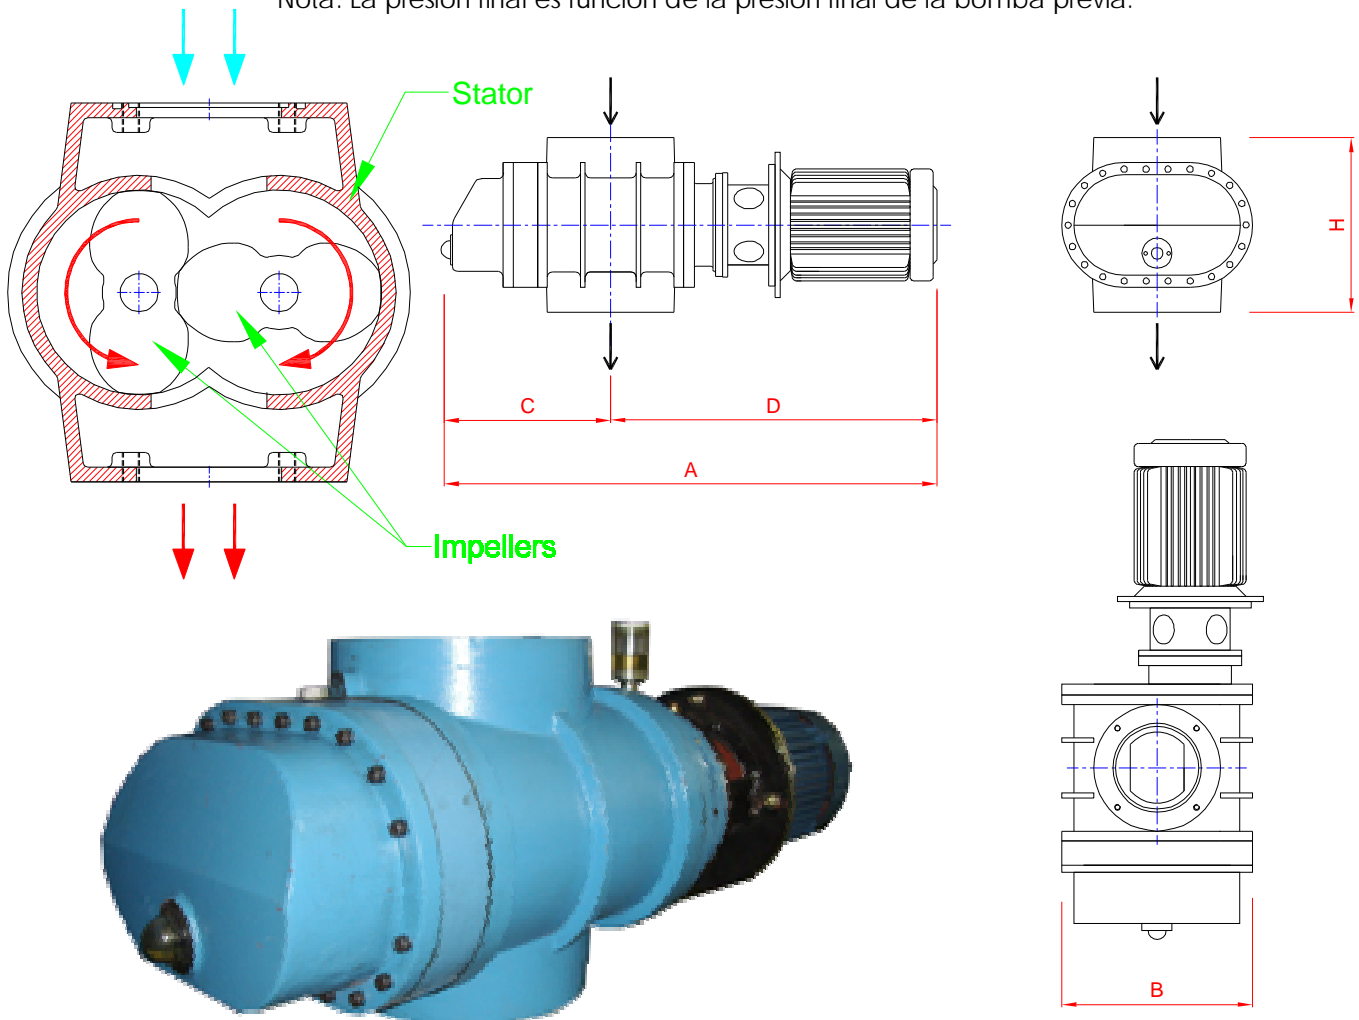 Nota: La presión final es función de la presión final de la bomba previa.
Stator
H
C
D
A
Impellers
B